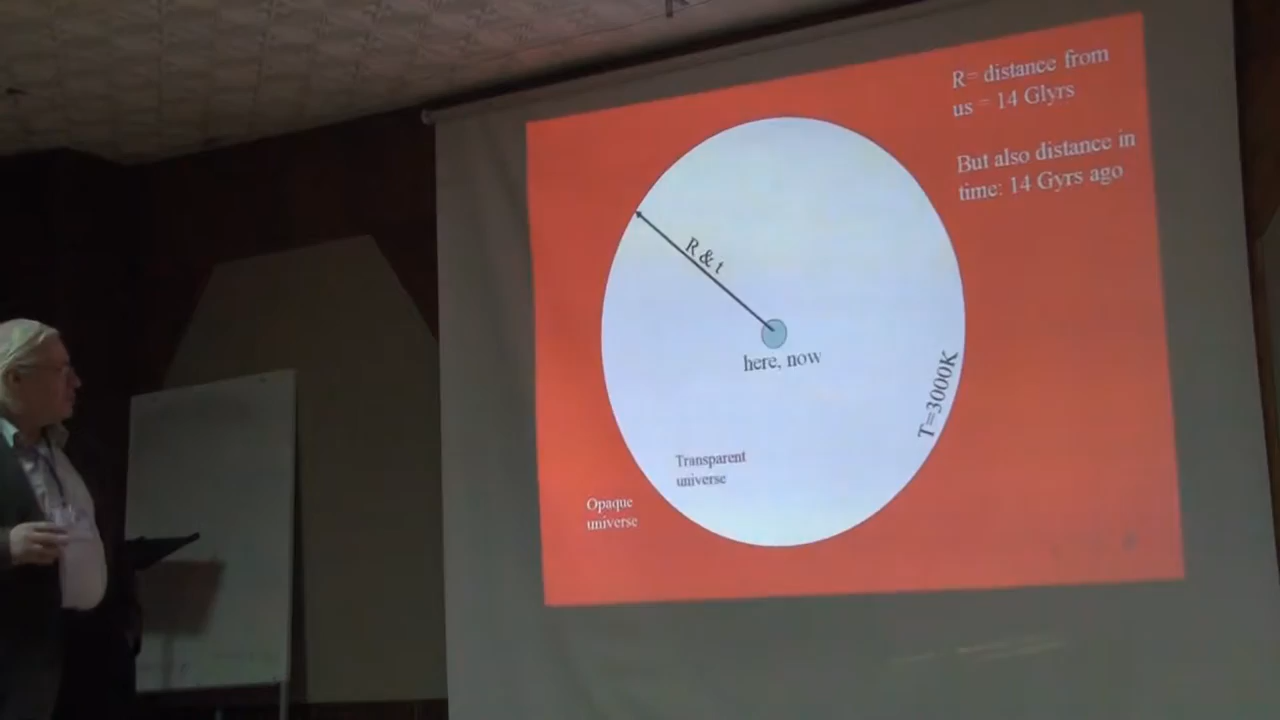 R= distance from
us = 14 Glyrs
But also distance in
time: 14 Gyrs ago
R & t
here, now
T=3000K
Transparent
universe
Opaque
universe